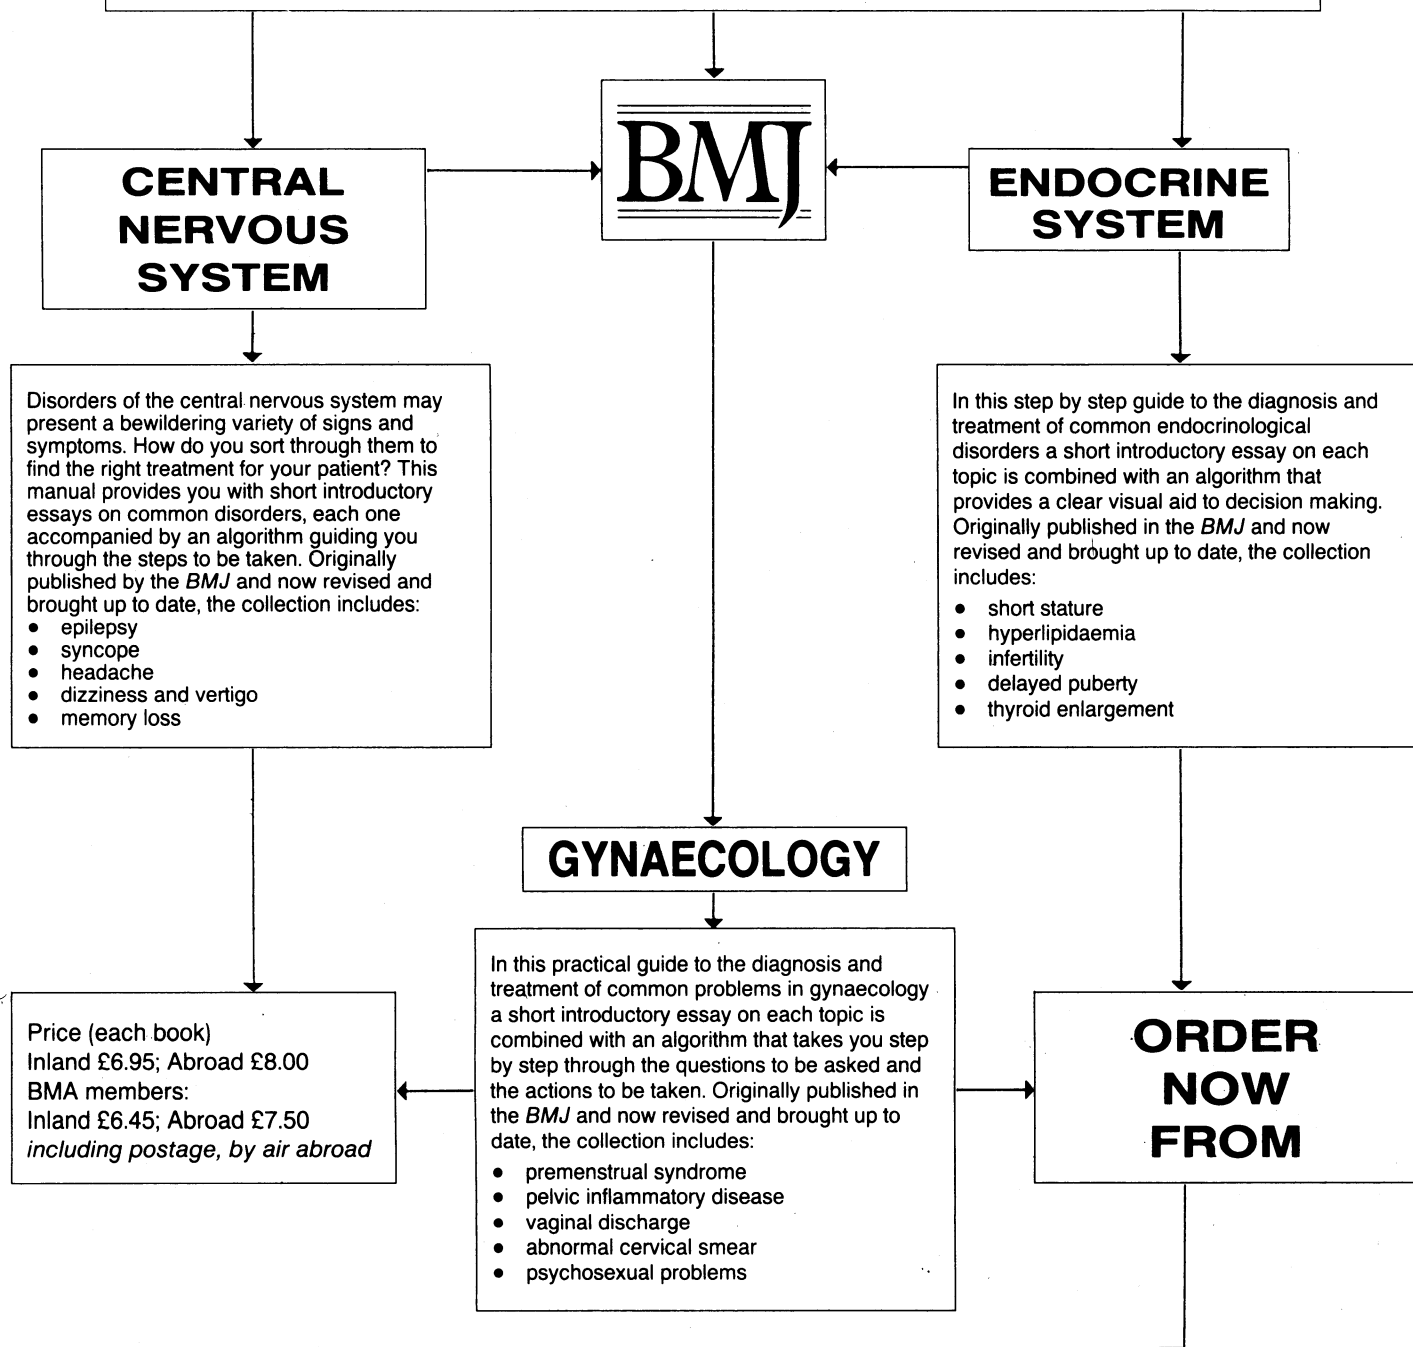 BMJ
CENTRAL
NERVOUS
SYSTEM
ENDOCRINE
SYSTEM
Disorders of the central nervous system may
present a bewildering variety of signs and
symptoms. How do you sort through them to
find the right treatment for your patient? This
manual provides you with short introductory
essays on common disorders, each one
accompanied by an algorithm guiding you
through the steps to be taken. Originally
published by the BMJ and now revised and
brought up to date, the collection includes:
• epilepsy
• syncope
• headache
• dizziness and vertigo
• memory loss
In this step by step guide to the diagnosis and
treatment of common endocrinological
disorders a short introductory essay on each
topic is combined with an algorithm that
provides a clear visual aid to decision making.
Originally published in the BMJ and now
revised and brought up to date, the collection
includes:
• short stature
• hyperlipidaemia
• infertility
• delayed puberty
• thyroid enlargement
GYNAECOLOGY
In this practical guide to the diagnosis and
treatment of common problems in gynaecology
a short introductory essay on each topic is
combined with an algorithm that takes you step
by step through the questions to be asked and
the actions to be taken. Originally published in
the BMJ and now revised and brought up to
date, the collection includes:
• premenstrual syndrome
• pelvic inflammatory disease
• vaginal discharge
• abnormal cervical smear
• psychosexual problems
Price (each book)
Inland £6.95; Abroad £8.00
BMA members:
Inland £6.45; Abroad £7.50
including postage, by air abroad
ORDER
NOW
FROM